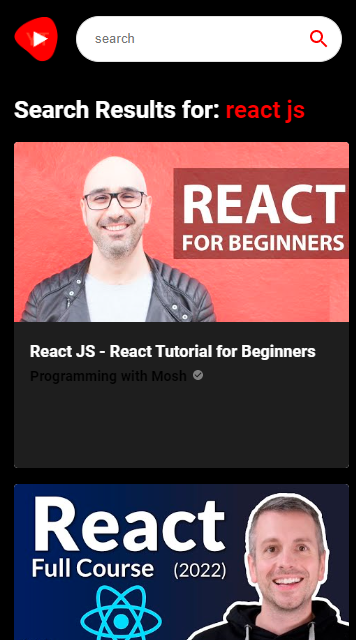 search
Search Results for: react js
REACT
FOR BEGINNERS
React JS - React Tutorial for Beginners
Programming with Mosh
React
Full Course (2022)